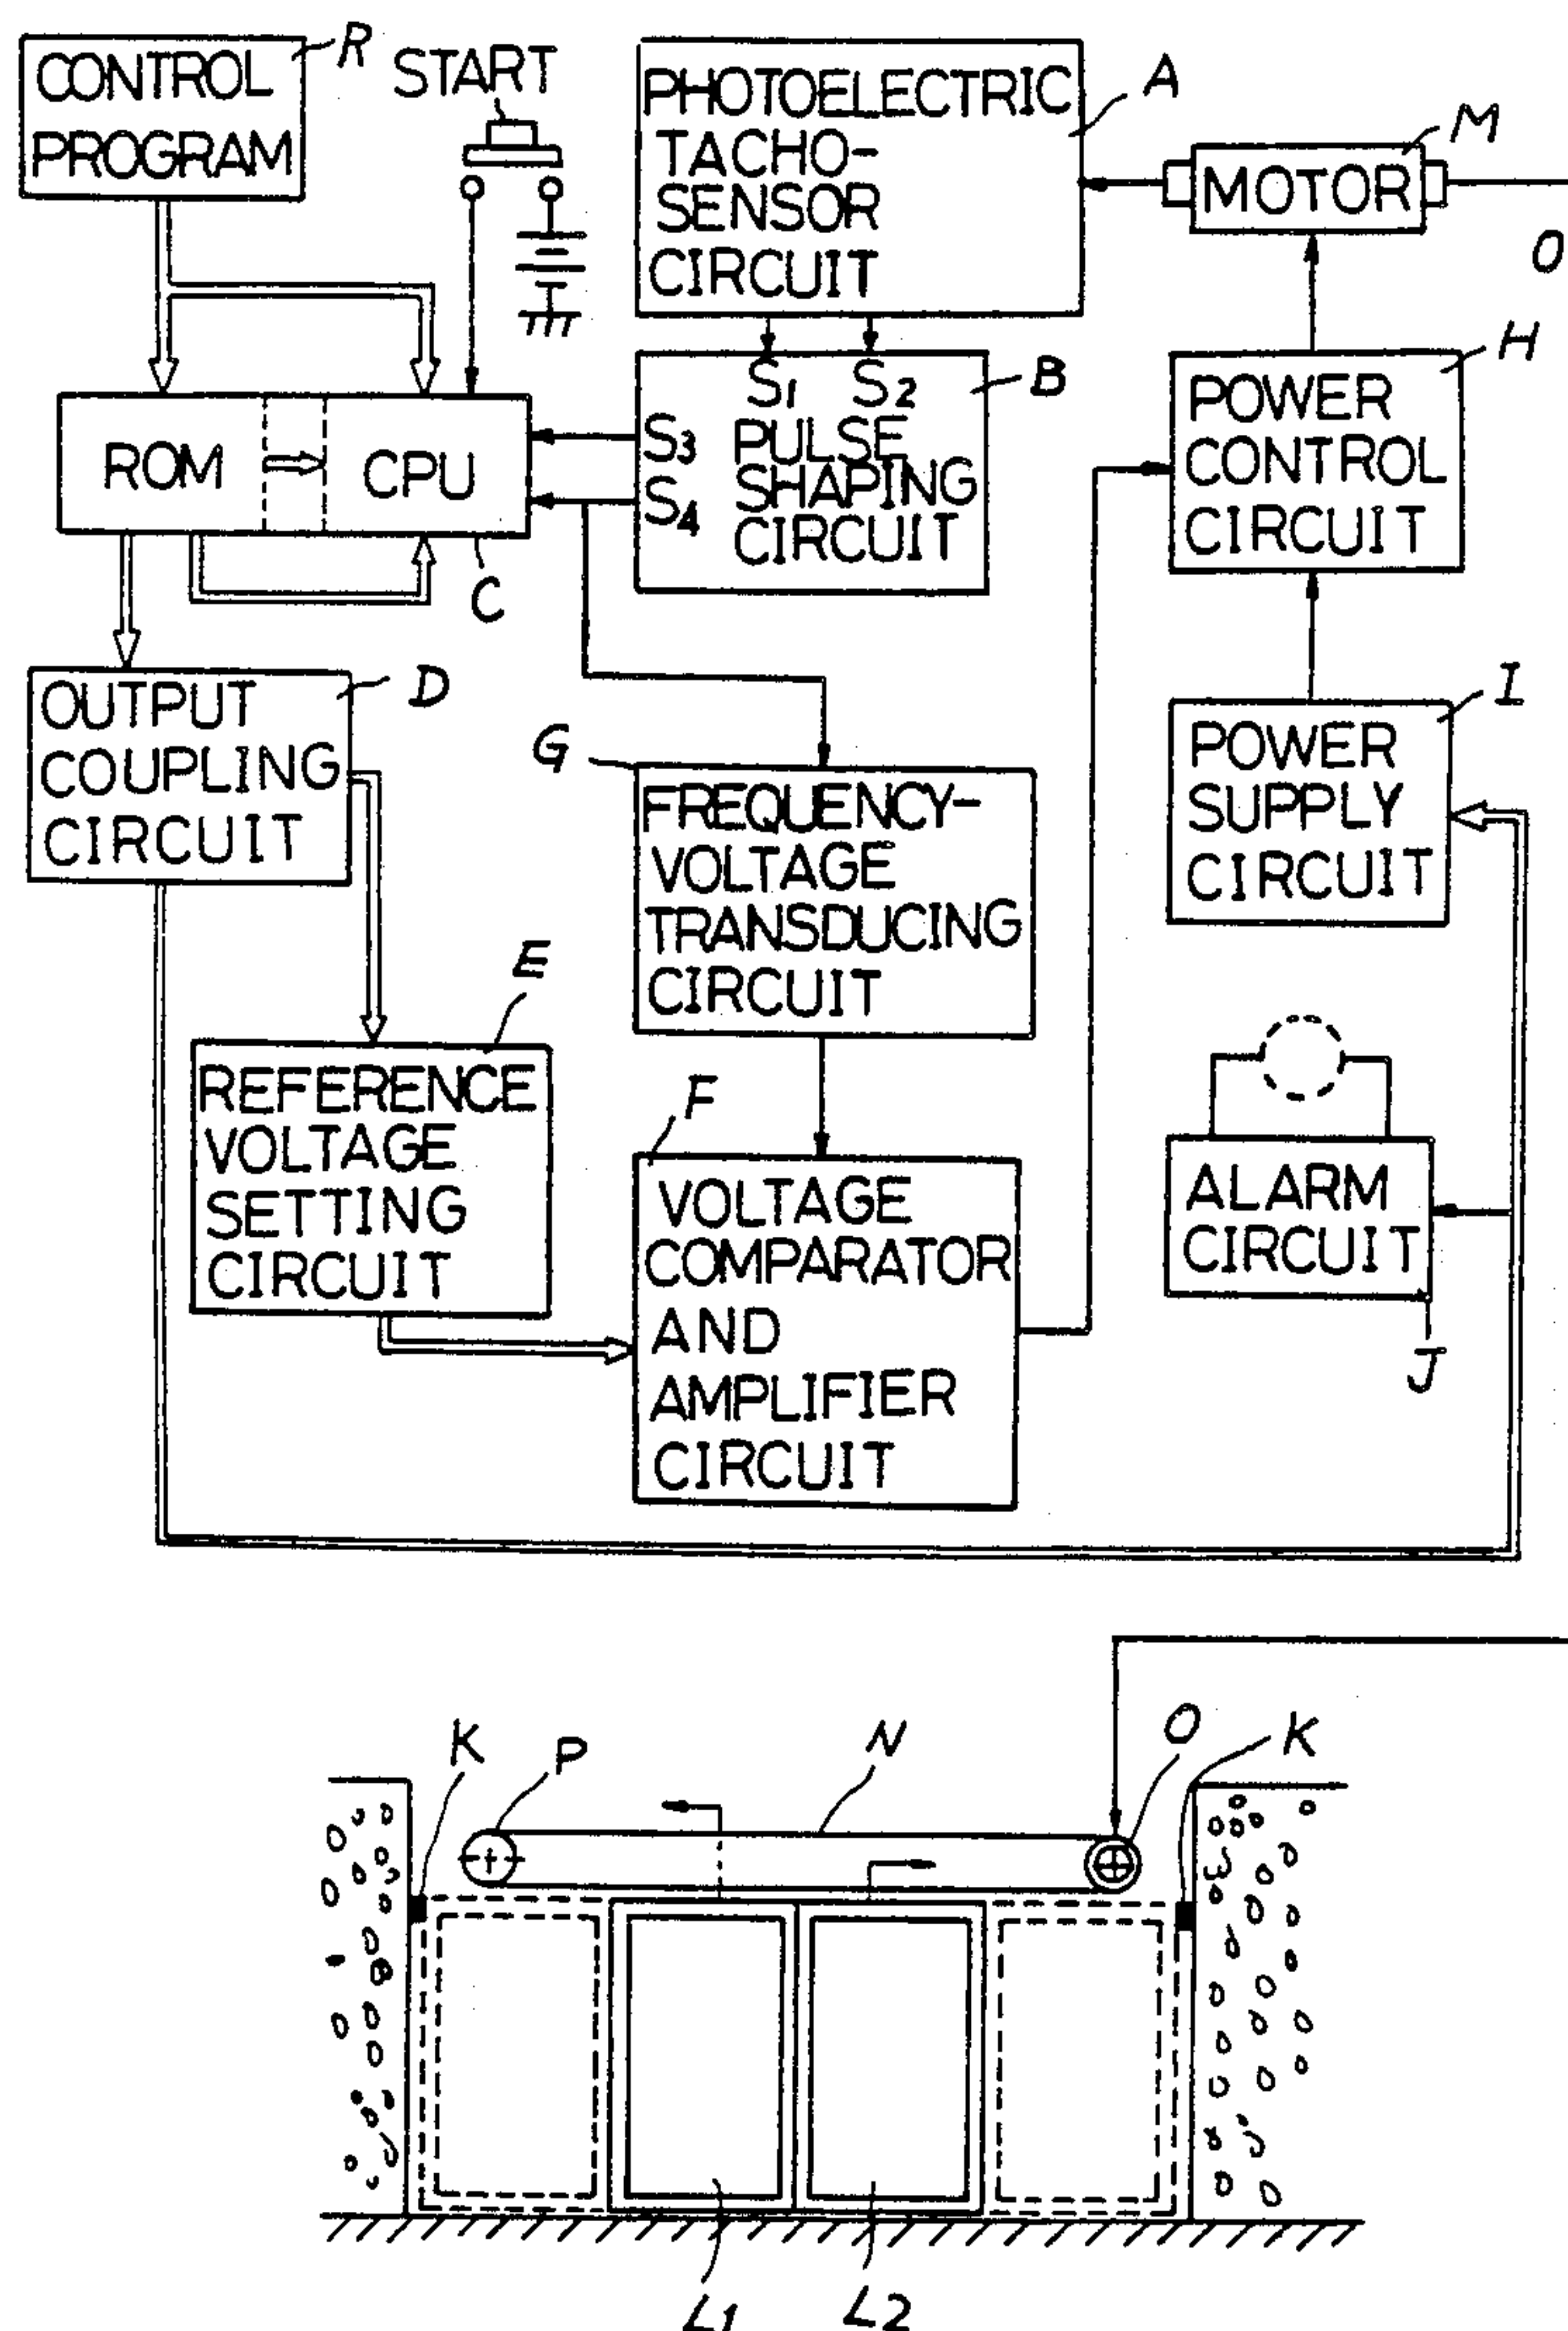 CONTROL
PROGRAM
R
START
PHOTOELECTRIC
TACHO-
SENSOR
CIRCUIT
A
MOTOR
M
O
ROM
CPU
C
S1 S2
S3 PULSE
S4 SHAPING
CIRCUIT
B
POWER
CONTROL
CIRCUIT
H
OUTPUT
COUPLING
CIRCUIT
D
G
FREQUENCY-
VOLTAGE
TRANSDUCING
CIRCUIT
POWER
SUPPLY
CIRCUIT
I
E
REFERENCE
VOLTAGE
SETTING
CIRCUIT
F
VOLTAGE
COMPARATOR
AND
AMPLIFIER
CIRCUIT
ALARM
CIRCUIT
J
K
P
N
O
K
L1
L2